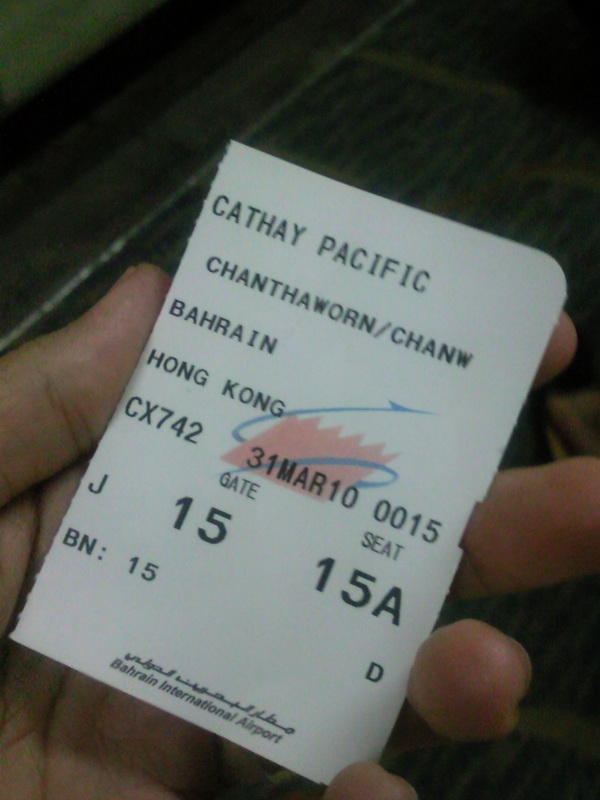 CATHAY PACIFIC
CHANTHAWORN/CHANW
BAHRAIN
HONG KONG
CX742 31MAR10 0015
GATE SEAT
J 15 15A
BN: 15 D
مطار البحرين الدولي
Bahrain International Airport